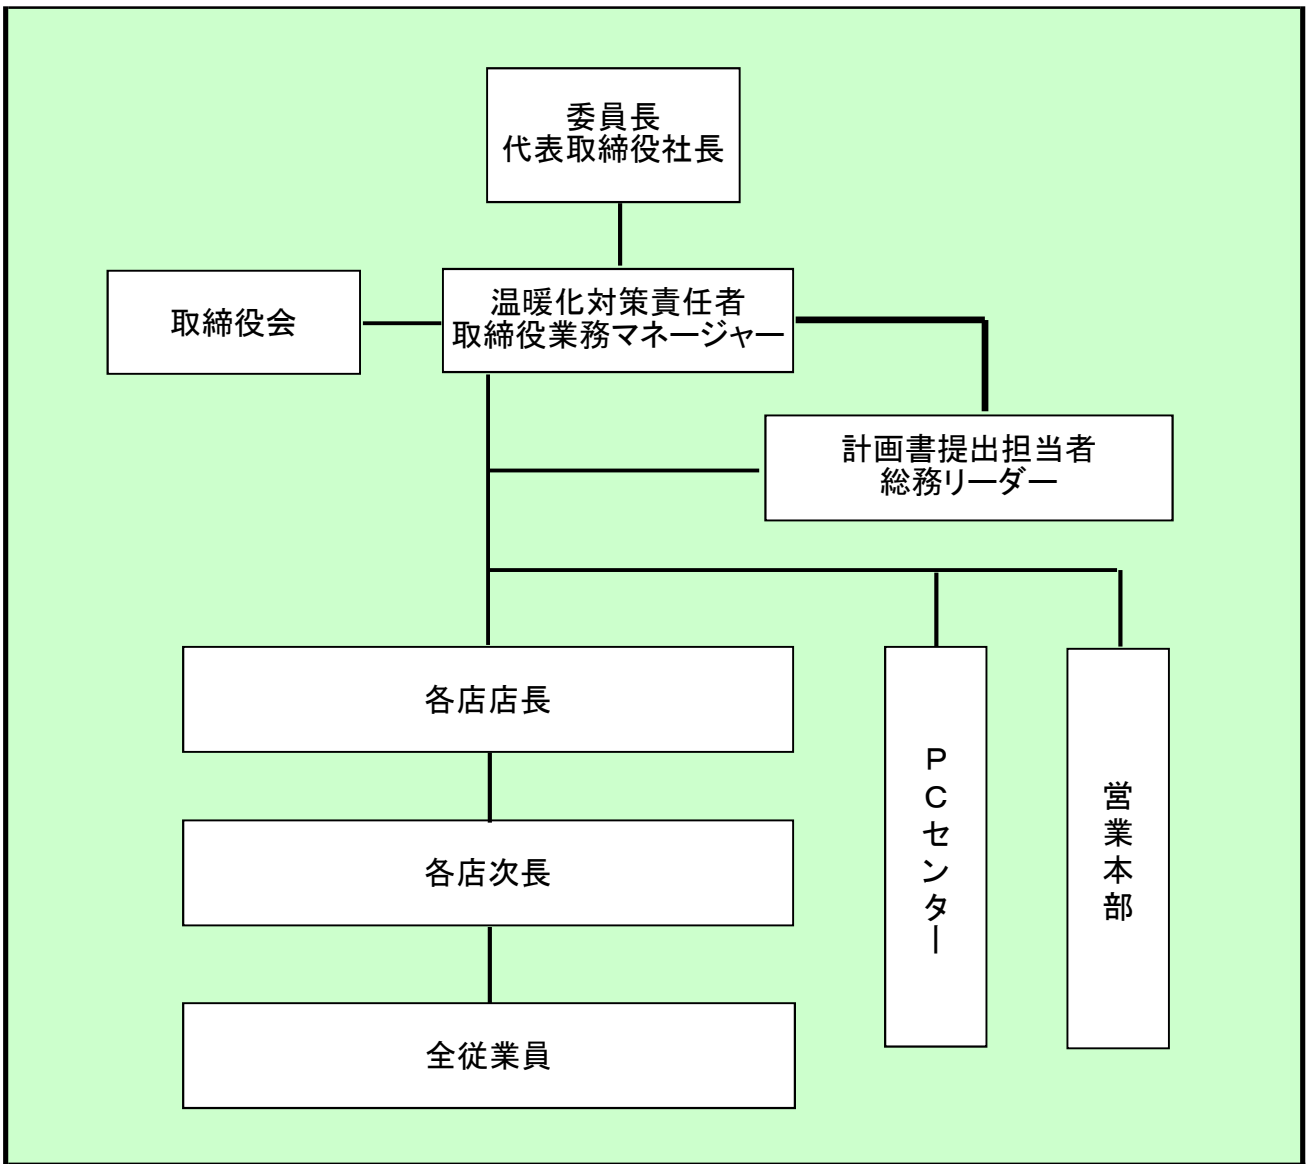 委員長
代表取締役社長
取締役会
温暖化対策責任者
取締役業務マネージャー
計画書提出担当者
総務リーダー
各店店長
各店次長
全従業員
ＰＣセンター
営業本部